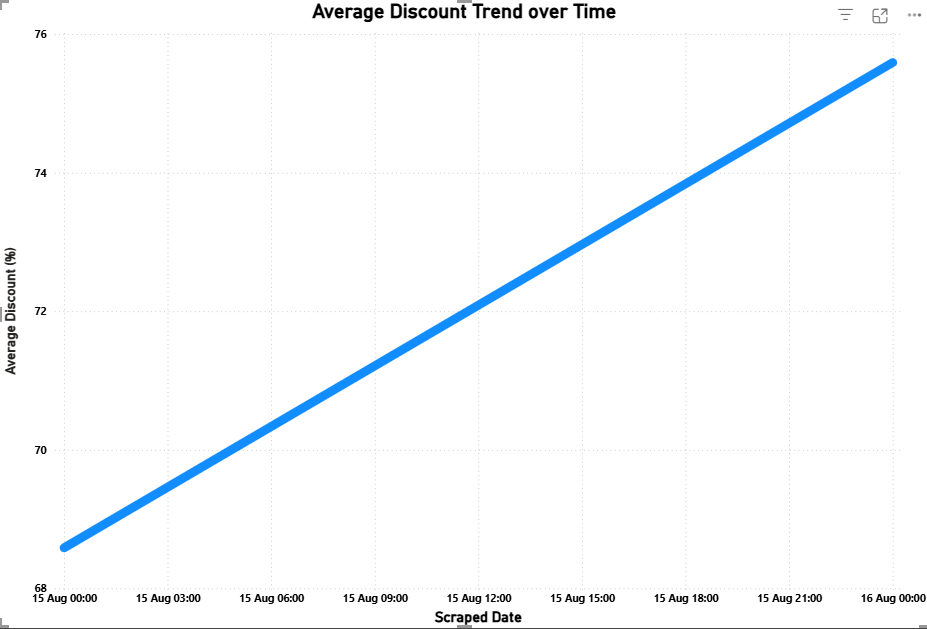 Average Discount Trend over Time
76
74
72
70
68
Average Discount (%)
15 Aug 00:00 15 Aug 03:00 15 Aug 06:00 15 Aug 09:00 15 Aug 12:00 15 Aug 15:00 15 Aug 18:00 15 Aug 21:00 16 Aug 00:00
Scraped Date